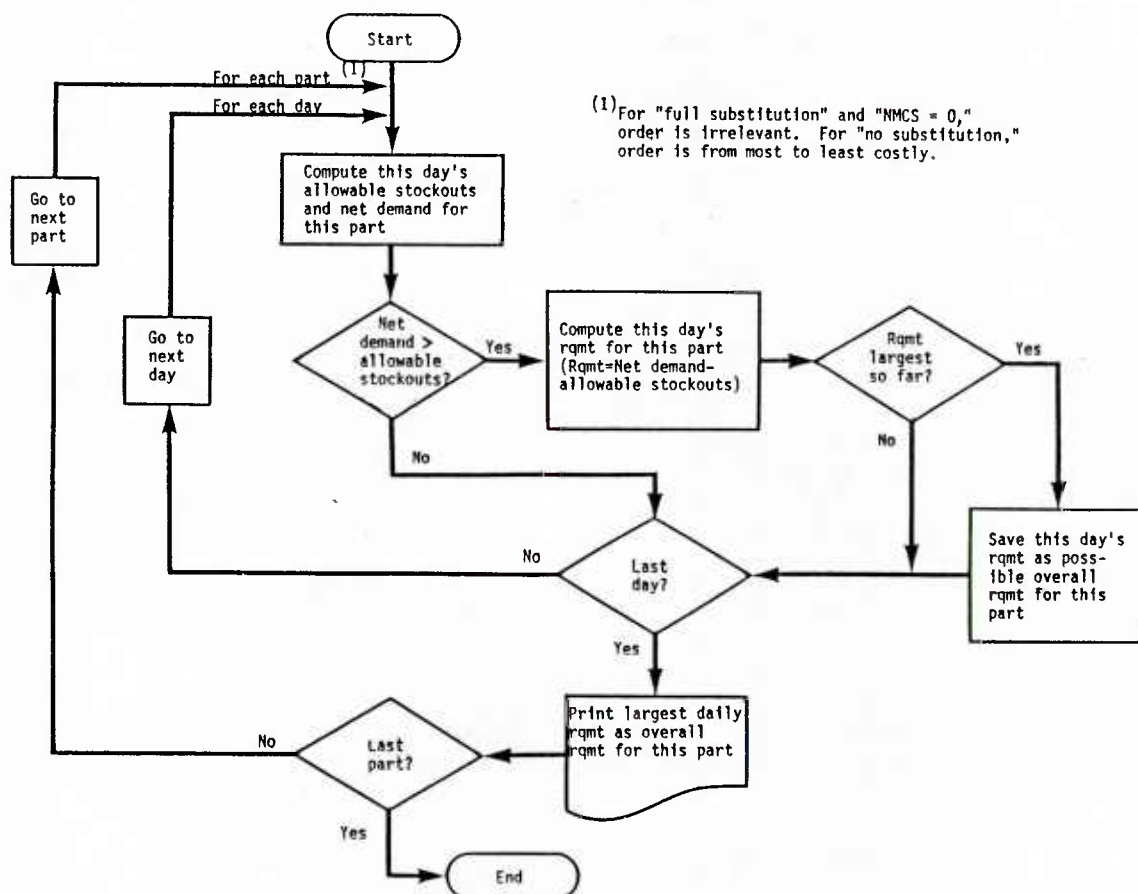 Start
For each part (1)
For each day
(1) For "full substitution" and "NMCS = 0,"
order is irrelevant. For "no substitution,"
order is from most to least costly.
Compute this day's
allowable stockouts
and net demand for
this part
Go to
next
part
Go to
next
day
Net
demand >
allowable
stockouts?
Yes
Compute this day's
rqmt for this part
(Rqmt=Net demand-
allowable stockouts)
Rqmt
largest
so far?
Yes
No
No
Save this day's
rqmt as poss-
ible overall
rqmt for this
part
Last
day?
No
Yes
Print largest daily
rqmt as overall
rqmt for this part
Last
part?
No
Yes
End